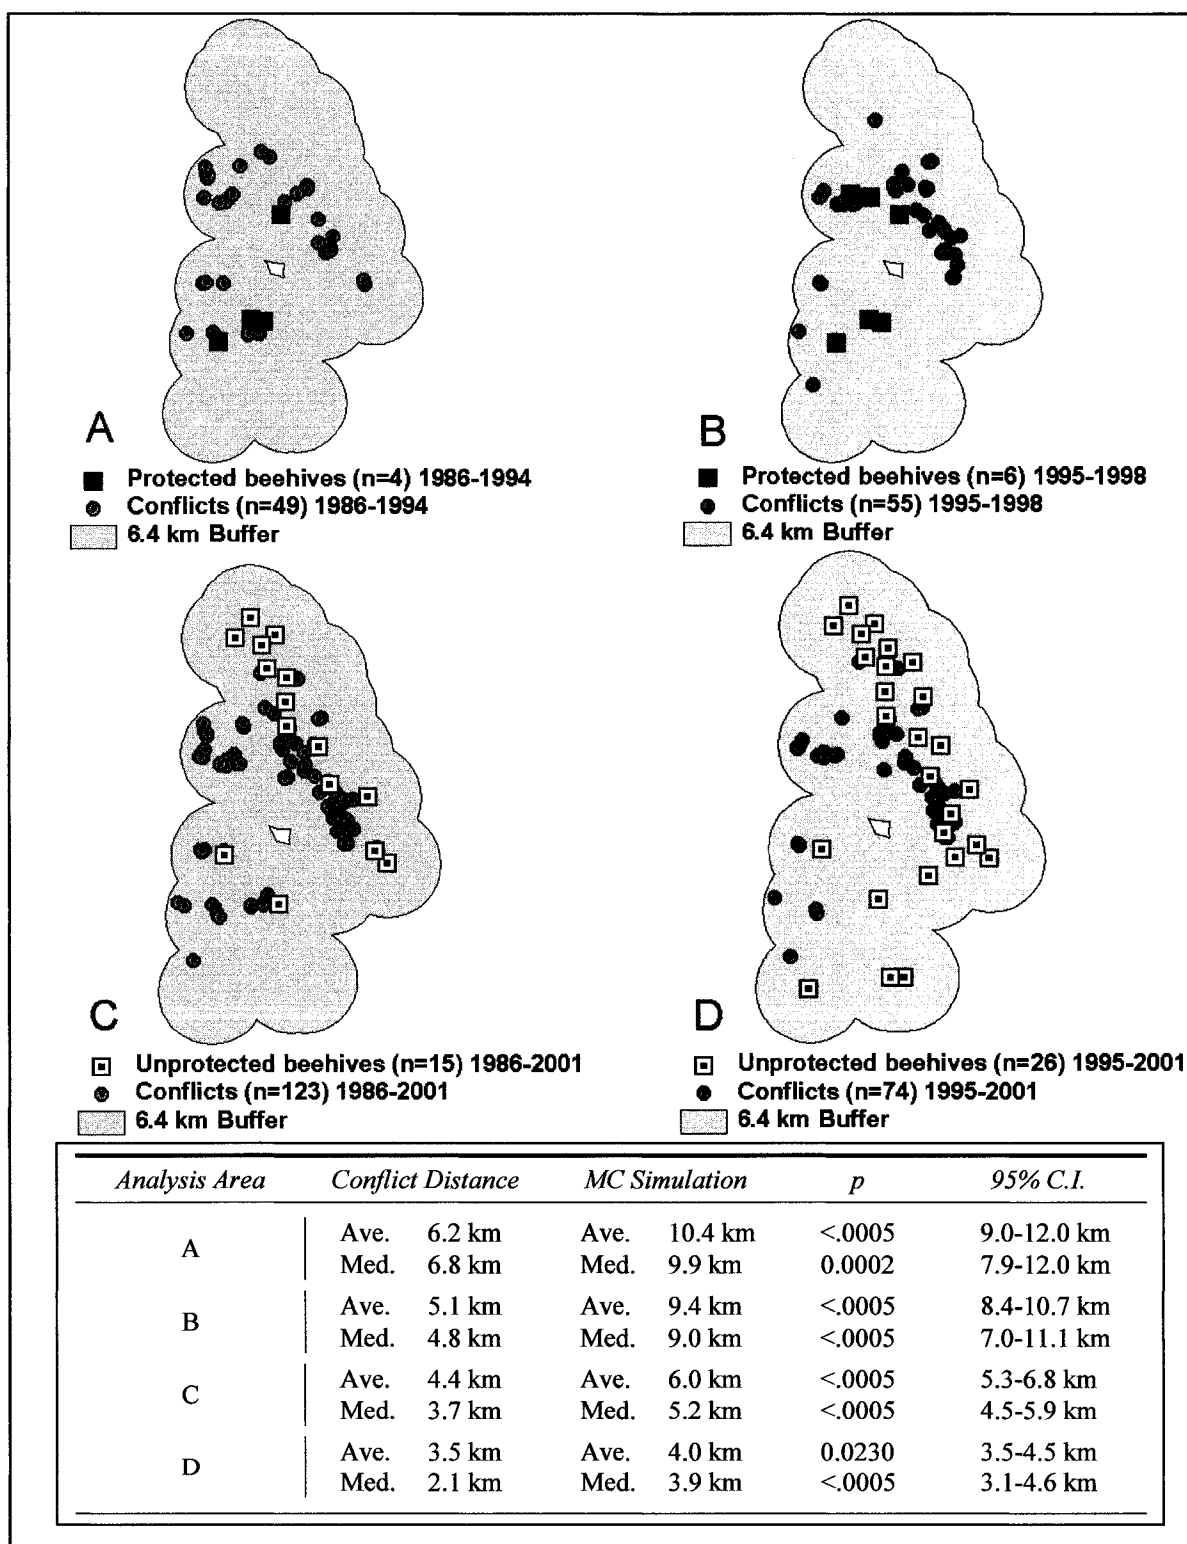 A
Protected beehives (n=4) 1986-1994
Conflicts (n=49) 1986-1994
6.4 km Buffer
B
Protected beehives (n=6) 1995-1998
Conflicts (n=55) 1995-1998
6.4 km Buffer
C
Unprotected beehives (n=15) 1986-2001
Conflicts (n=123) 1986-2001
6.4 km Buffer
D
Unprotected beehives (n=26) 1995-2001
Conflicts (n=74) 1995-2001
6.4 km Buffer
Analysis Area Conflict Distance MC Simulation p 95% C.I.
A
Ave. 6.2 km Ave. 10.4 km <.0005 9.0-12.0 km
Med. 6.8 km Med. 9.9 km 0.0002 7.9-12.0 km
B
Ave. 5.1 km Ave. 9.4 km <.0005 8.4-10.7 km
Med. 4.8 km Med. 9.0 km <.0005 7.0-11.1 km
C
Ave. 4.4 km Ave. 6.0 km <.0005 5.3-6.8 km
Med. 3.7 km Med. 5.2 km <.0005 4.5-5.9 km
D
Ave. 3.5 km Ave. 4.0 km 0.0230 3.5-4.5 km
Med. 2.1 km Med. 3.9 km <.0005 3.1-4.6 km